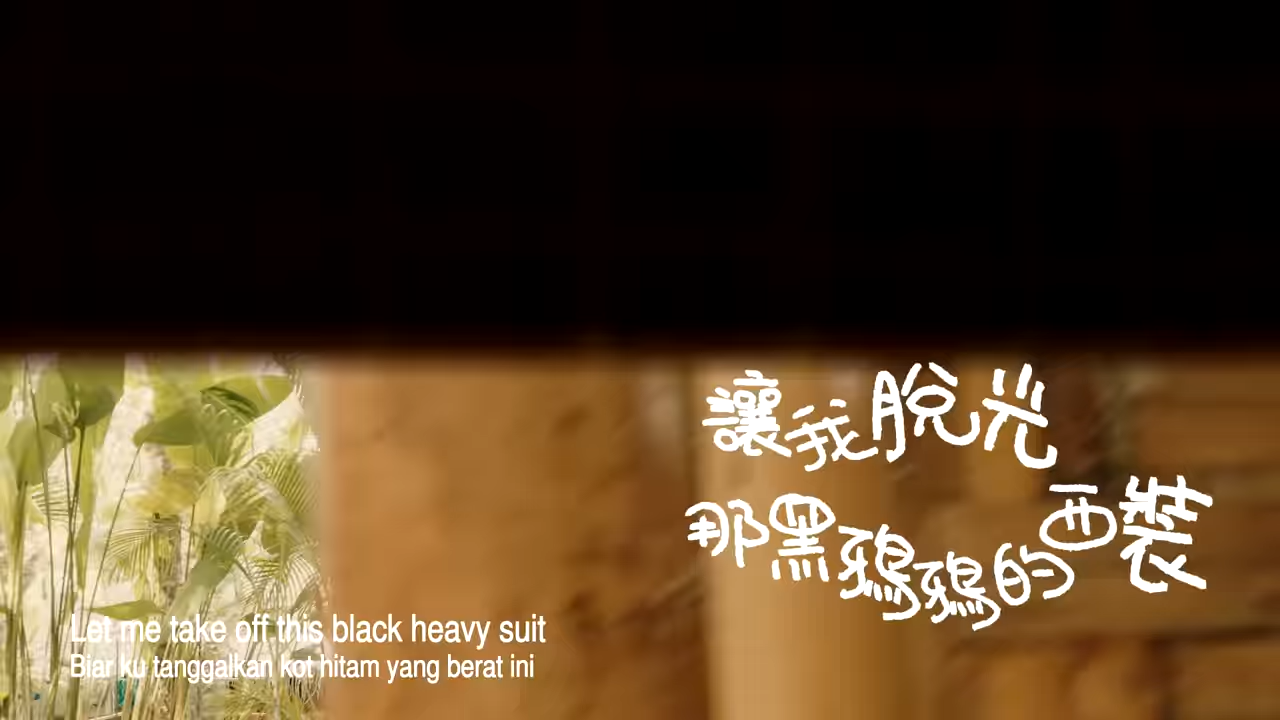 讓我脫光
那黑鴉鴉的西裝
Let me take off this black heavy suit
Biar ku tanggalkan kot hitam yang berat ini